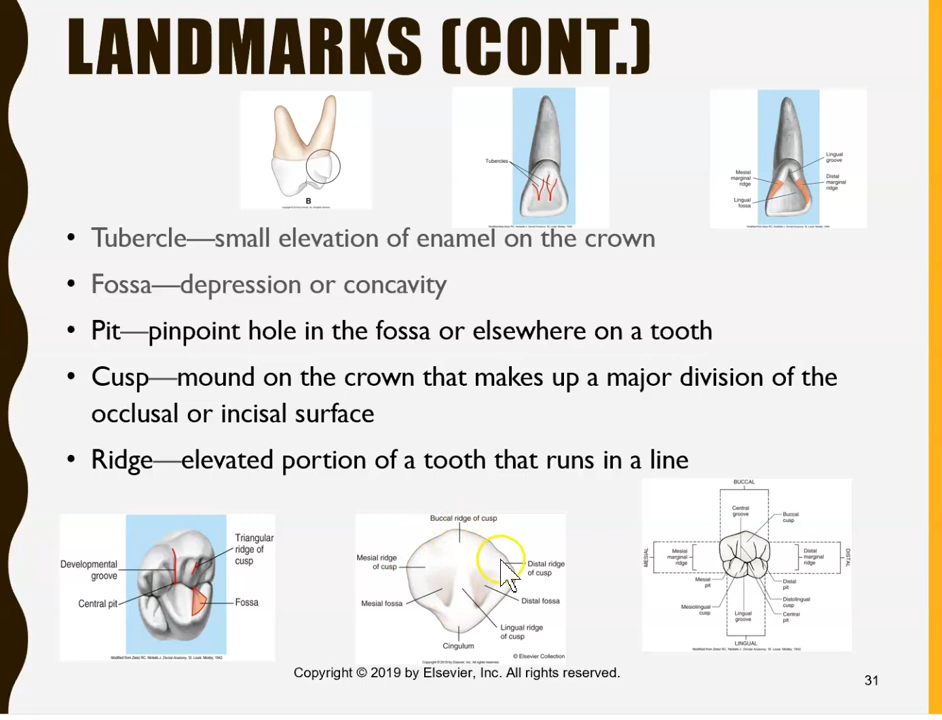 LANDMARKS (CONT.)
B
Tubercles
Lingual
groove
Mesial
marginal
ridge
Distal
marginal
ridge
Lingual
fossa
• Tubercle—small elevation of enamel on the crown
• Fossa—depression or concavity
• Pit—pinpoint hole in the fossa or elsewhere on a tooth
• Cusp—mound on the crown that makes up a major division of the
occlusal or incisal surface
• Ridge—elevated portion of a tooth that runs in a line
Developmental
groove
Central pit
Triangular
ridge of
cusp
Fossa
Buccal ridge of cusp
Mesial ridge
of cusp
Distal ridge
of cusp
Mesial fossa
Distal fossa
Lingual ridge
of cusp
Cingulum
© Elsevier Collection
BUCCAL
Central
groove
Buccal
cusp
MESIAL
Mesial
marginal
ridge
Distal
marginal
ridge
DISTAL
Mesial
pit
Distal
pit
Mesiolingual
cusp
Distolingual
cusp
Central
pit
Lingual
groove
LINGUAL
Copyright © 2019 by Elsevier, Inc. All rights reserved.
31